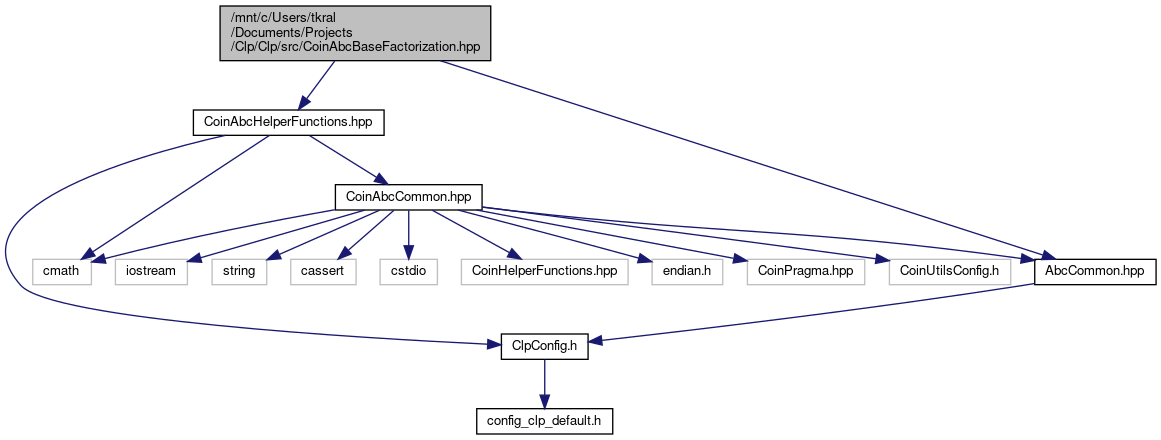 /mnt/c/Users/tkral
/Documents/Projects
/Clp/Clp/src/CoinAbcBaseFactorization.hpp
CoinAbcHelperFunctions.hpp
CoinAbcCommon.hpp
cmath
iostream
string
cassert
cstdio
CoinHelperFunctions.hpp
endian.h
CoinPragma.hpp
CoinUtilsConfig.h
AbcCommon.hpp
ClpConfig.h
config_clp_default.h